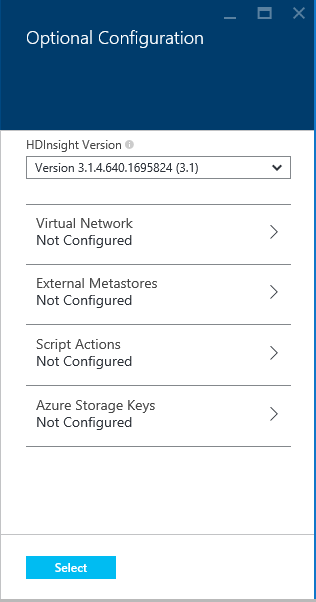 Optional Configuration
HDInsight Version
Version 3.1.4.640.1695824 (3.1)
Virtual Network
Not Configured
External Metastores
Not Configured
Script Actions
Not Configured
Azure Storage Keys
Not Configured
Select